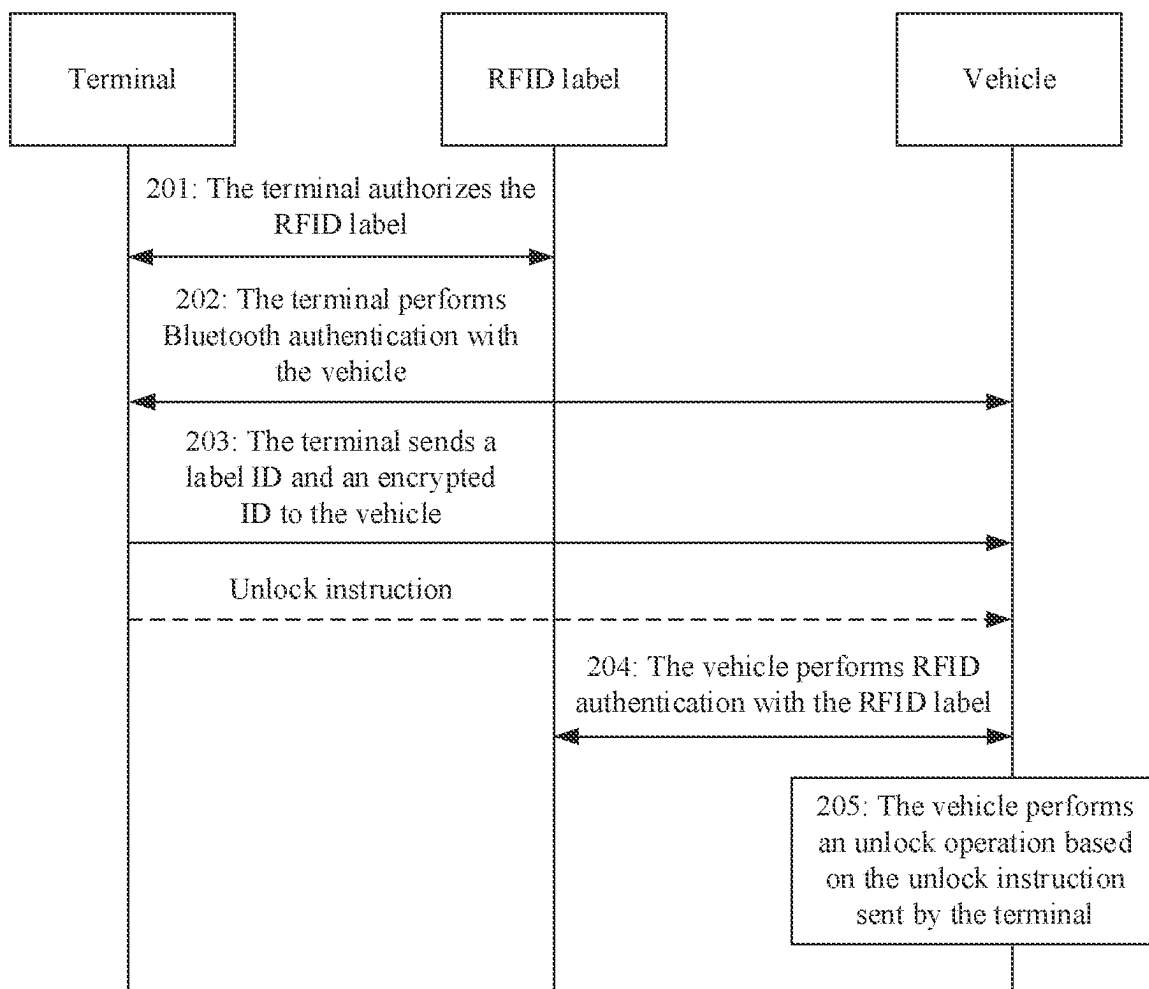 Terminal
RFID label
Vehicle
201: The terminal authorizes the
RFID label
202: The terminal performs
Bluetooth authentication with
the vehicle
203: The terminal sends a
label ID and an encrypted
ID to the vehicle
Unlock instruction
204: The vehicle performs RFID
authentication with the RFID label
205: The vehicle performs
an unlock operation based
on the unlock instruction
sent by the terminal